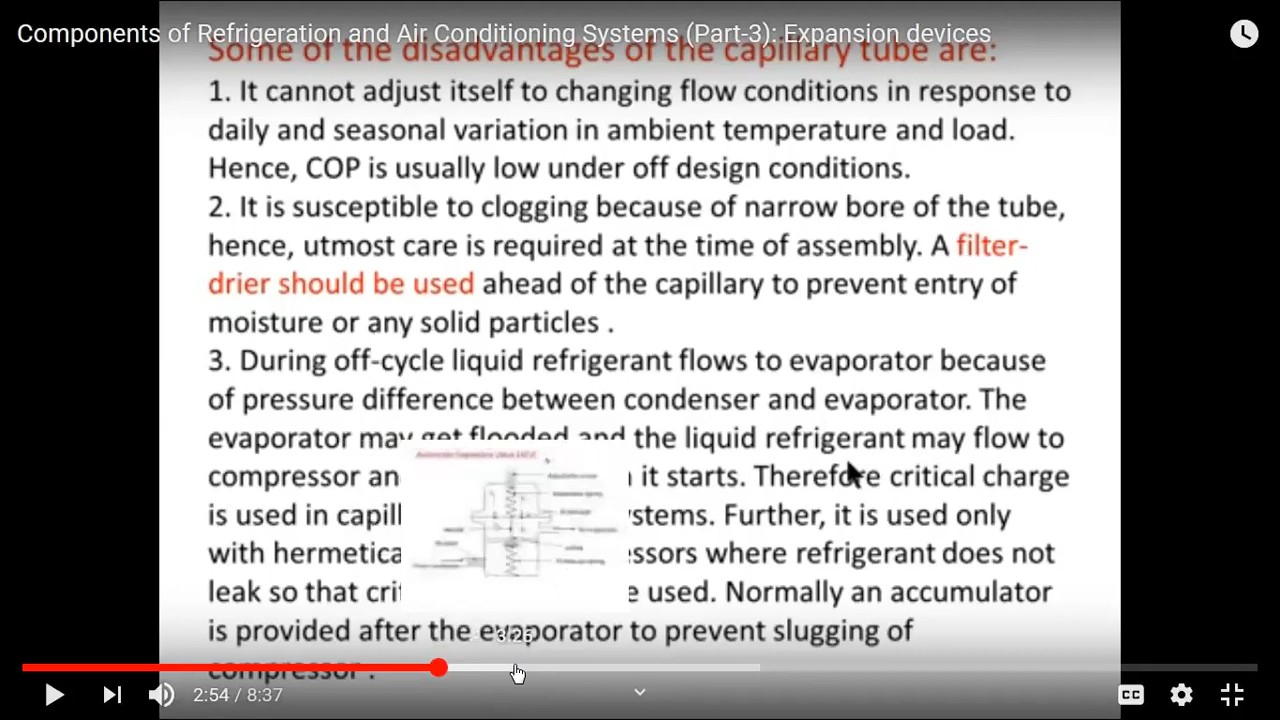 Components of Refrigeration and Air Conditioning Systems (Part-3): Expansion devices
Some of the disadvantages of the capillary tube are:
1. It cannot adjust itself to changing flow conditions in response to
daily and seasonal variation in ambient temperature and load.
Hence, COP is usually low under off design conditions.
2. It is susceptible to clogging because of narrow bore of the tube,
hence, utmost care is required at the time of assembly. A filter-
drier should be used ahead of the capillary to prevent entry of
moisture or any solid particles .
3. During off-cycle liquid refrigerant flows to evaporator because
of pressure difference between condenser and evaporator. The
evaporator may get flooded and the liquid refrigerant may flow to
compressor an it starts. Therefore critical charge
is used in capill stems. Further, it is used only
with hermetica ssors where refrigerant does not
leak so that crit e used. Normally an accumulator
is provided after the evaporator to prevent slugging of
compressor .
3:26
2:54 / 8:37
CC